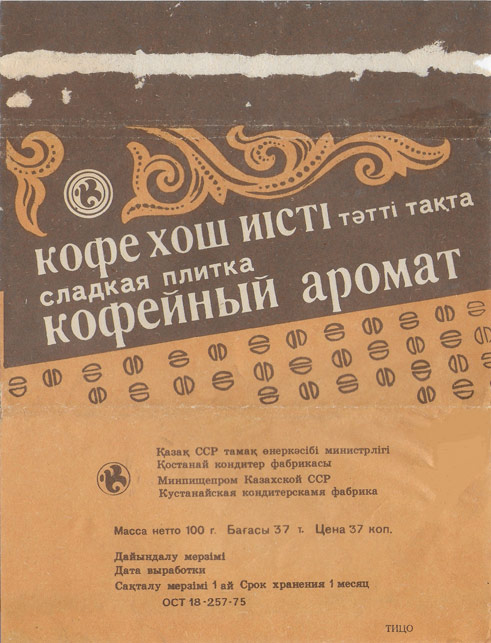 кофе хош иісті тәтті тақта
сладкая плитка
кофейный аромат
Қазақ ССР тамақ өнеркәсібі министрлігі
Қостанай кондитер фабрикасы
Минпищепром Казахской ССР
Кустанайская кондитерскамя фабрика
Масса нетто 100 г. Бағасы 37 т. Цена 37 коп.
Дайындалу мерзімі
Дата выработки
Сақталу мерзімі 1 ай Срок хранения 1 месяц
ОСТ 18-257-75
ТИЦО